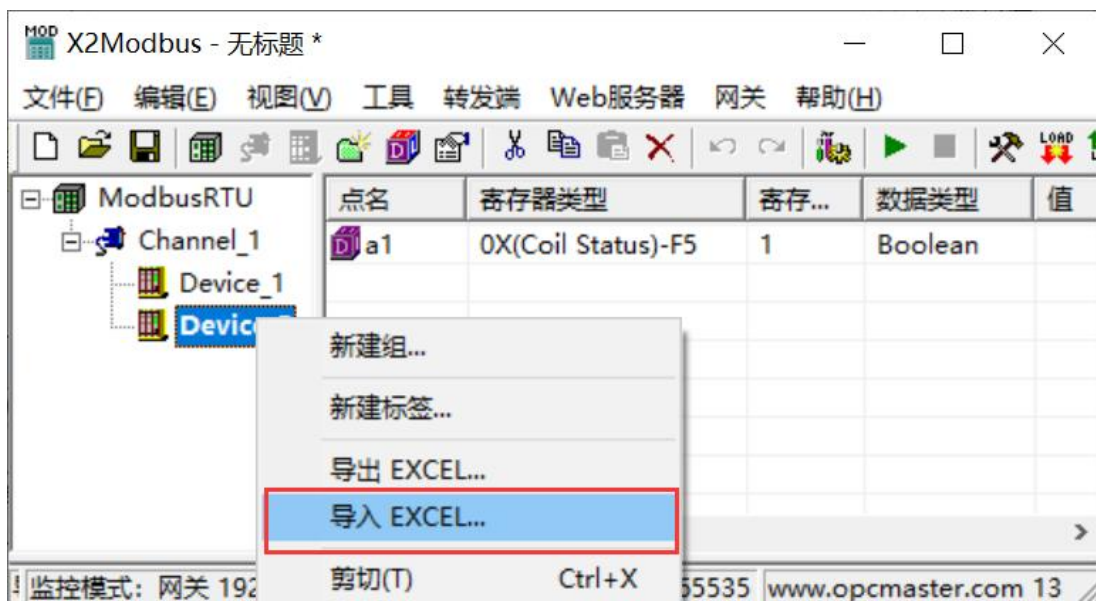 MOD X2Modbus - 无标题 *
文件(F) 编辑(E) 视图(V) 工具 转发端 Web服务器 网关 帮助(H)
LOAD
ModbusRTU
点名 寄存器类型 寄存... 数据类型 值
Channel_1
a1 0X(Coil Status)-F5 1 Boolean
Device_1
Devic
新建组...
新建标签...
导出 EXCEL...
导入 EXCEL...
剪切(T) Ctrl+X
监控模式: 网关 192 5535 www.opcmaster.com 13